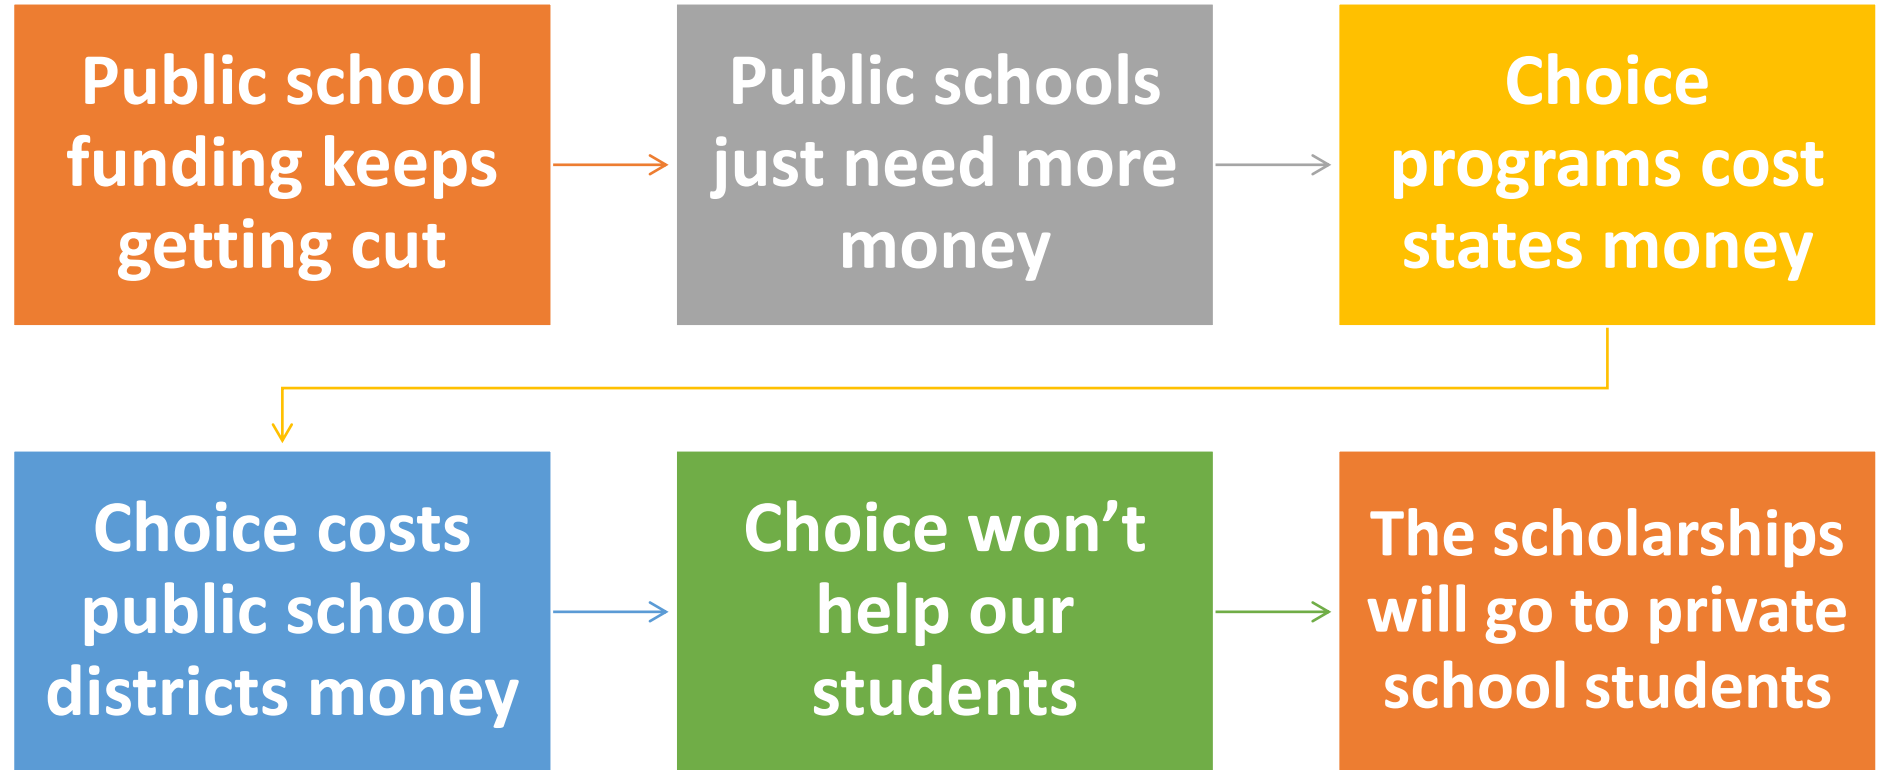 Public school
funding keeps
getting cut
Public schools
just need more
money
Choice
programs cost
states money
Choice costs
public school
districts money
Choice won’t
help our
students
The scholarships
will go to private
school students